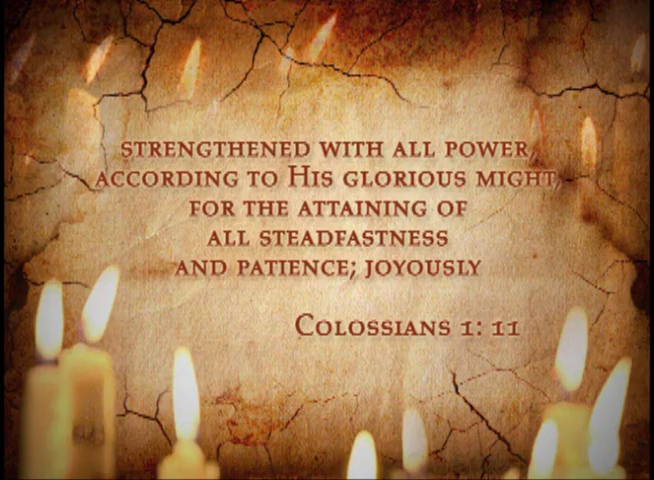 strengthened with all power,
according to His glorious might,
for the attaining of
all steadfastness
and patience; joyously
Colossians 1: 11